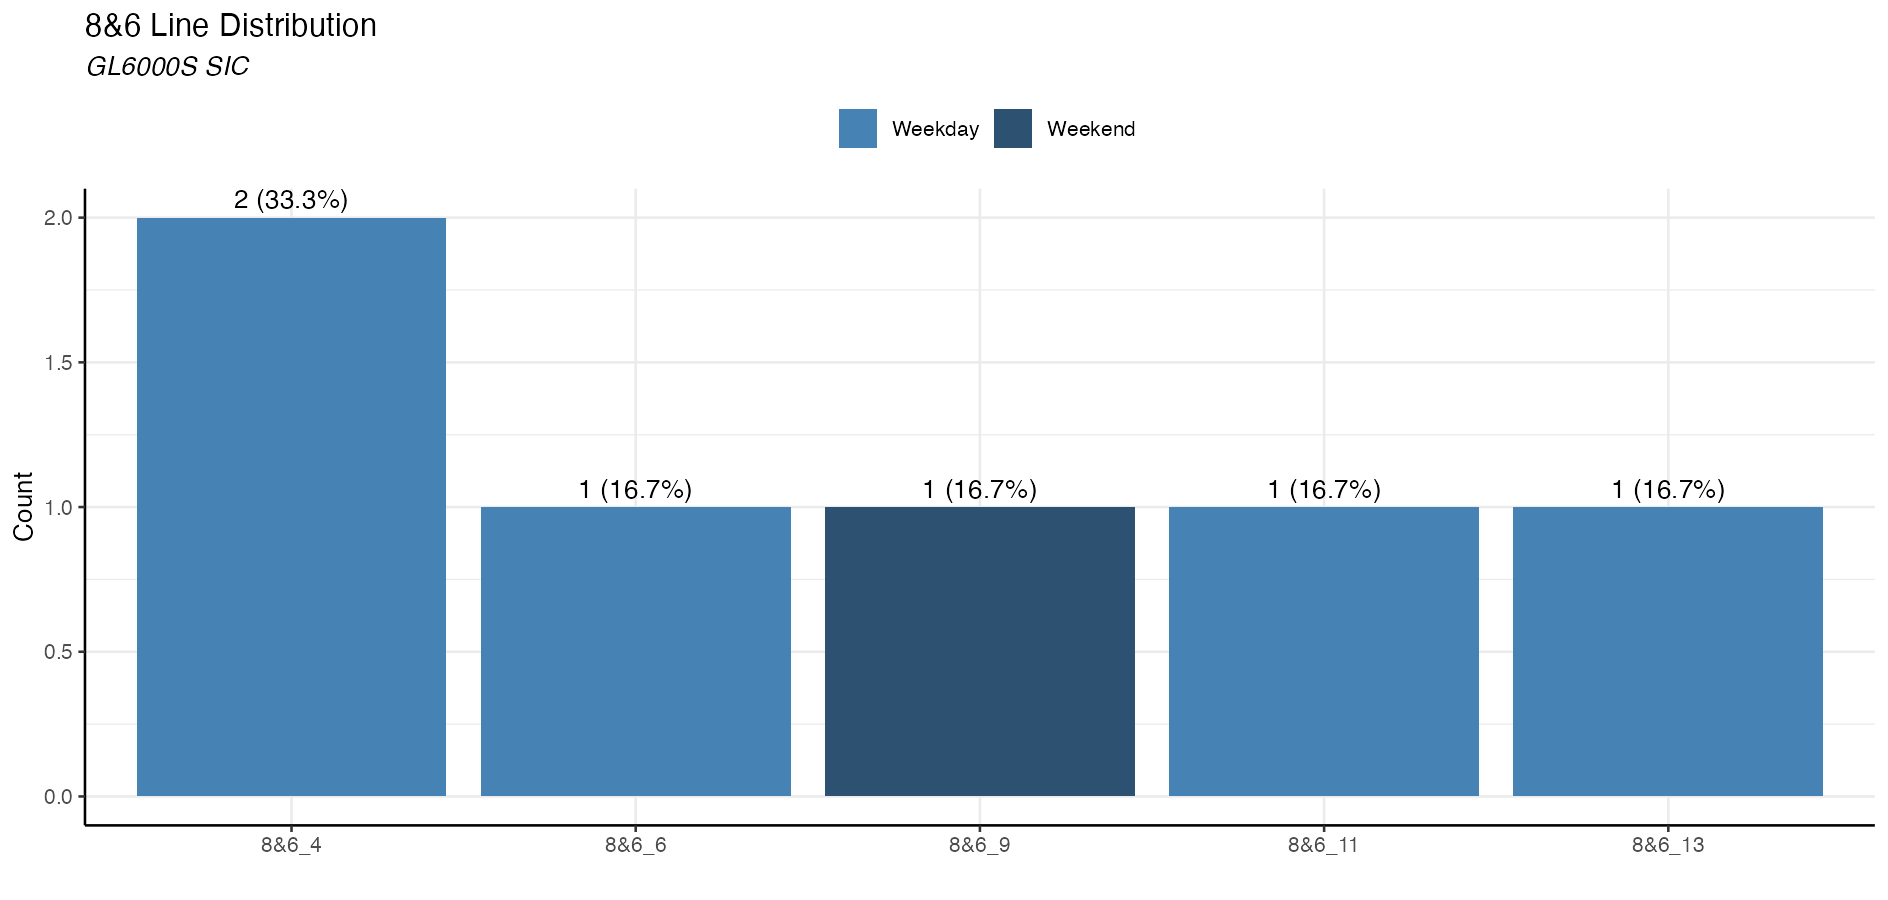 8&6 Line Distribution
GL6000S SIC
Weekday Weekend
2 (33.3%)
1 (16.7%) 1 (16.7%) 1 (16.7%) 1 (16.7%)
Count
2.0
1.5
1.0
0.5
0.0
8&6_4 8&6_6 8&6_9 8&6_11 8&6_13